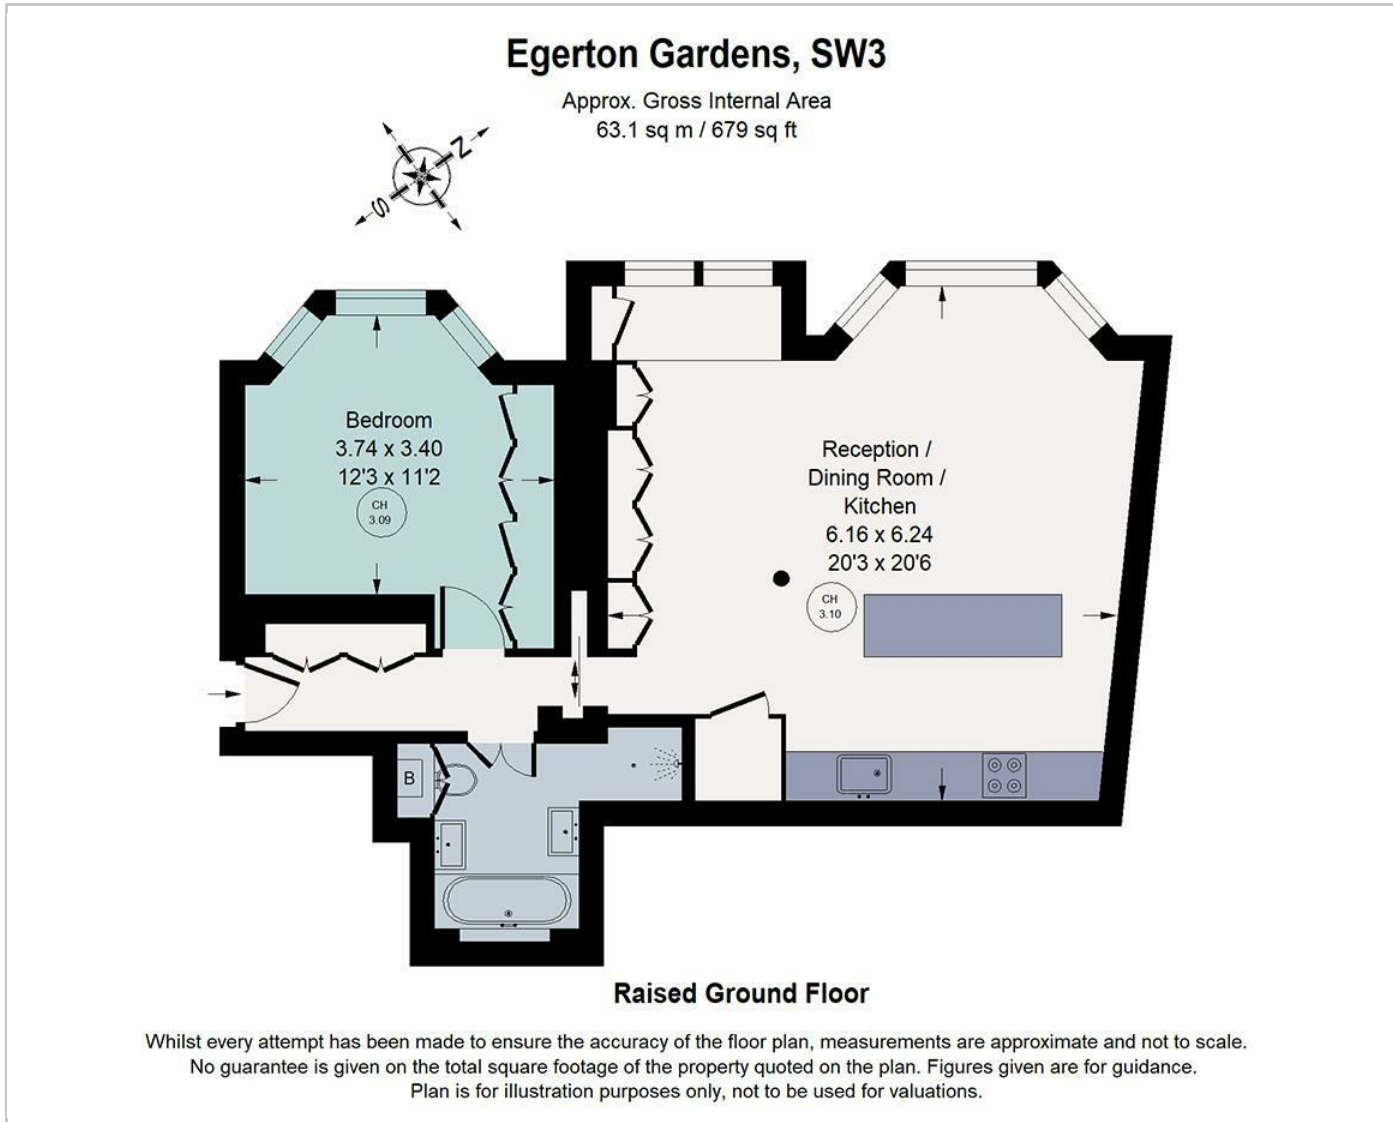 Egerton Gardens, SW3
Approx. Gross Internal Area
63.1 sq m / 679 sq ft
N
S
Bedroom
3.74 x 3.40
12'3 x 11'2
CH
3.09
Reception /
Dining Room /
Kitchen
6.16 x 6.24
20'3 x 20'6
CH
3.10
B
Raised Ground Floor
Whilst every attempt has been made to ensure the accuracy of the floor plan, measurements are approximate and not to scale.
No guarantee is given on the total square footage of the property quoted on the plan. Figures given are for guidance.
Plan is for illustration purposes only, not to be used for valuations.